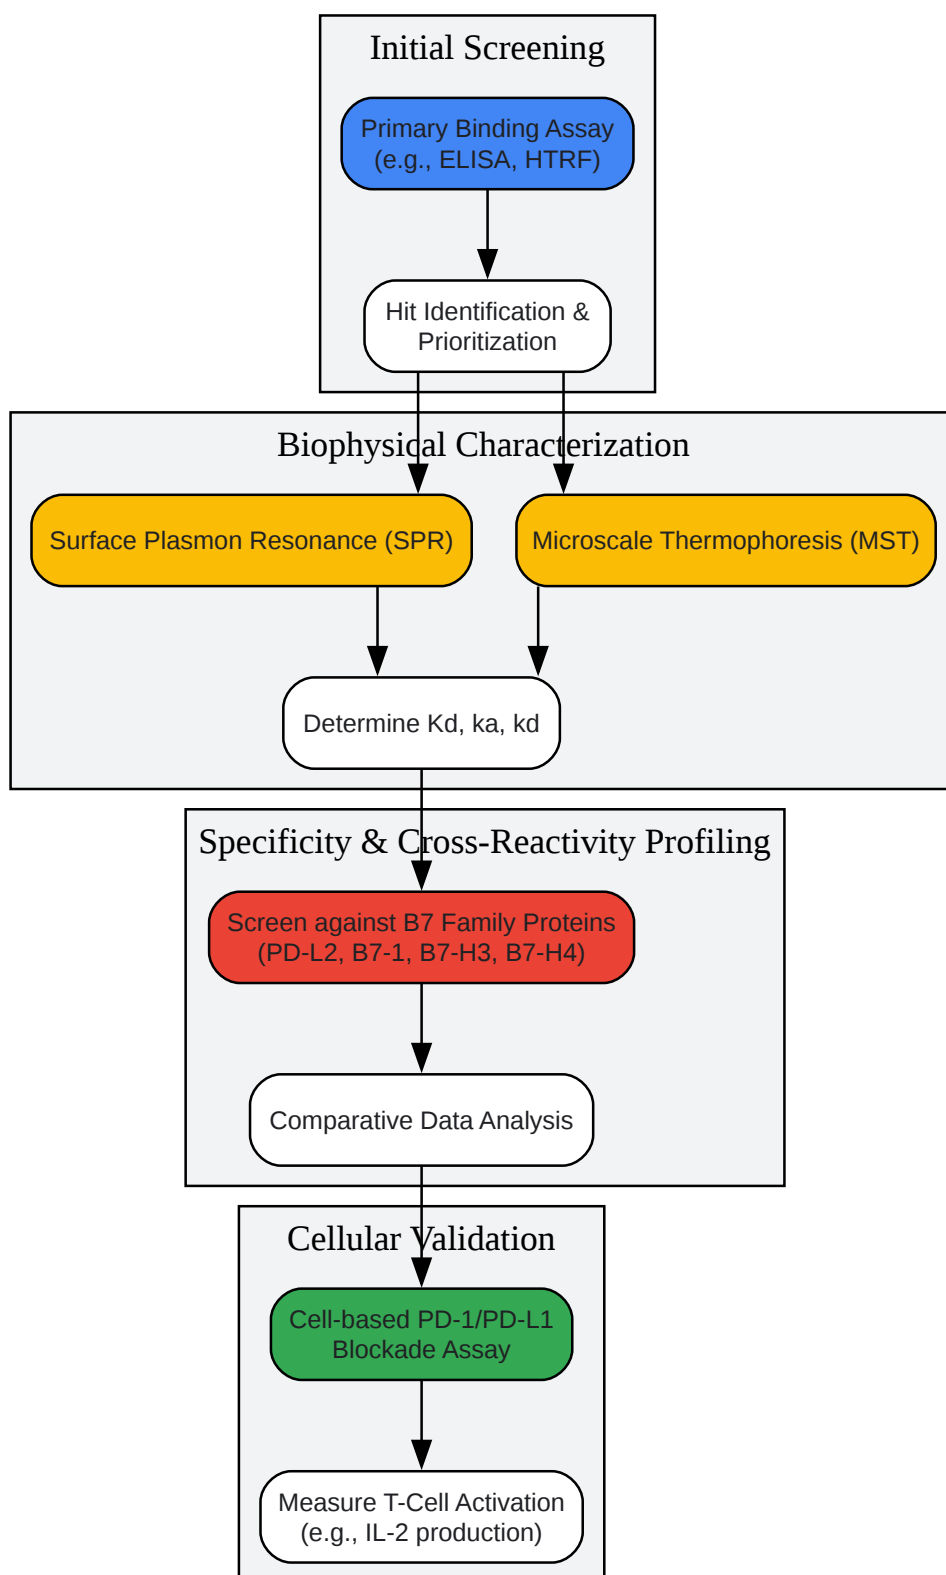 Initial Screening
Primary Binding Assay
(e.g., ELISA, HTRF)
Hit Identification &
Prioritization
Biophysical Characterization
Surface Plasmon Resonance (SPR)
Microscale Thermophoresis (MST)
Determine Kd, ka, kd
Specificity & Cross-Reactivity Profiling
Screen against B7 Family Proteins
(PD-L2, B7-1, B7-H3, B7-H4)
Comparative Data Analysis
Cellular Validation
Cell-based PD-1/PD-L1
Blockade Assay
Measure T-Cell Activation
(e.g., IL-2 production)